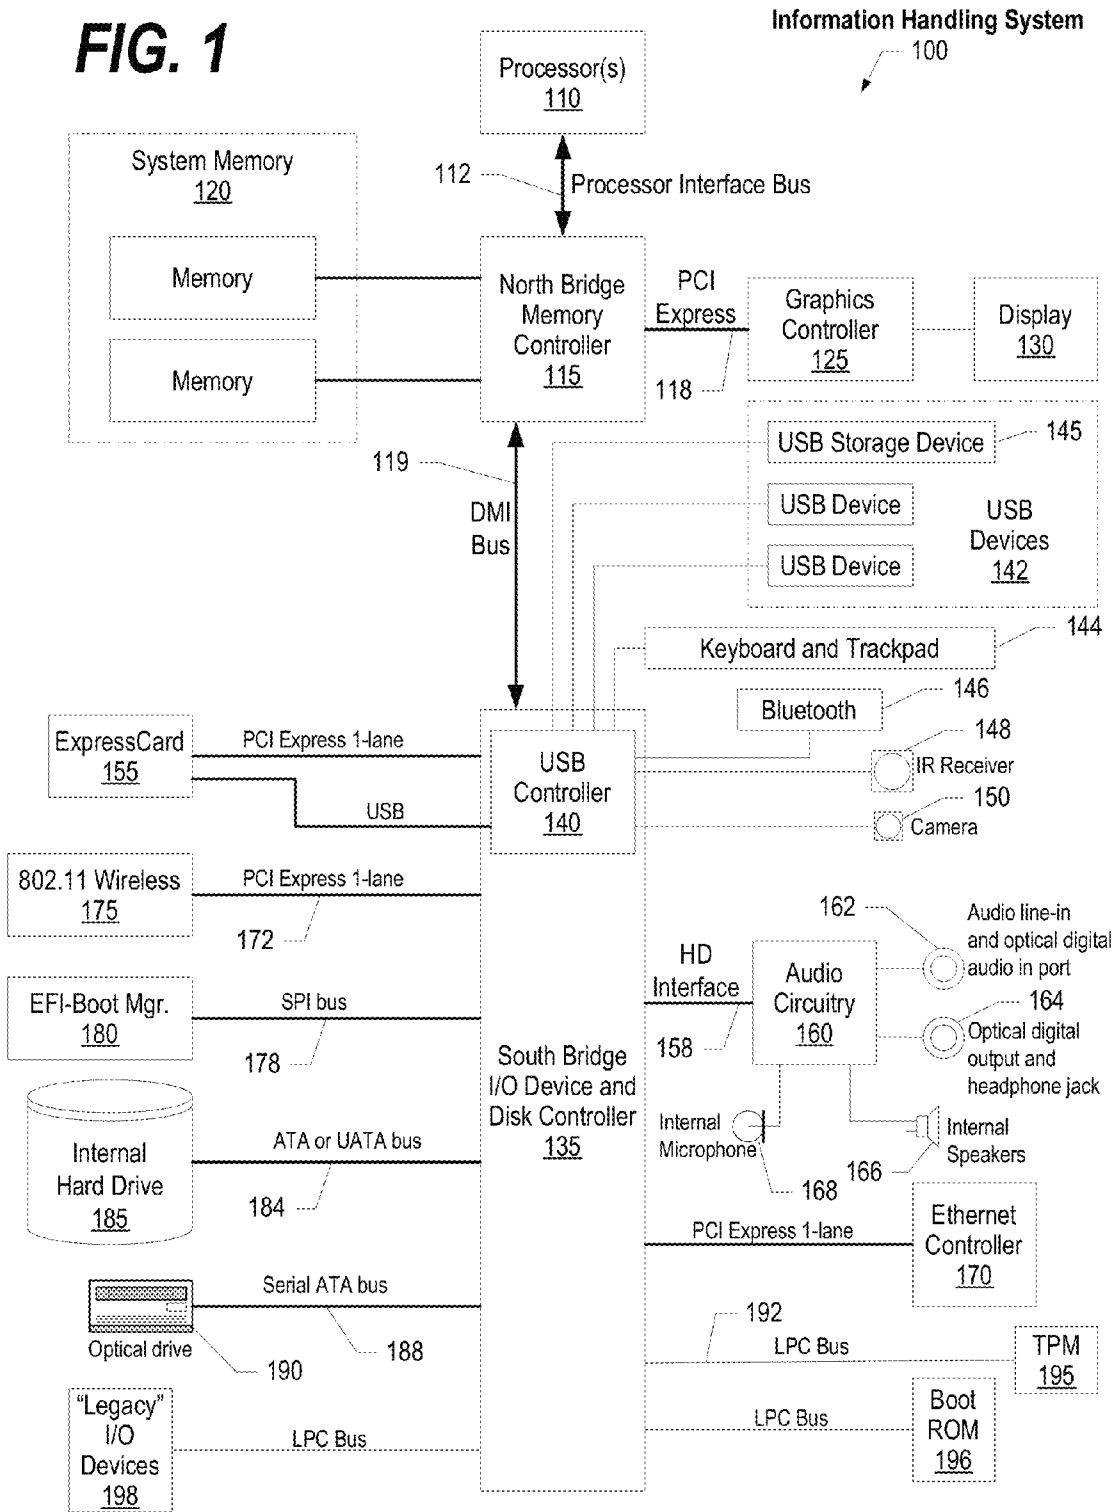 FIG. 1
Information Handling System
100
Processor(s)
110
112
Processor Interface Bus
System Memory
120
Memory
Memory
North Bridge
Memory
Controller
115
PCI
Express
118
Graphics
Controller
125
Display
130
119
DMI
Bus
USB Storage Device
145
USB Device
USB Device
USB
Devices
142
144
Keyboard and Trackpad
146
Bluetooth
148
IR Receiver
150
Camera
ExpressCard
155
PCI Express 1-lane
USB
USB
Controller
140
802.11 Wireless
175
PCI Express 1-lane
172
EFI-Boot Mgr.
180
SPI bus
178
Internal
Hard Drive
185
ATA or UATA bus
184
Optical drive
190
Serial ATA bus
188
"Legacy"
I/O
Devices
198
LPC Bus
South Bridge
I/O Device and
Disk Controller
135
HD
Interface
158
Audio
Circuitry
160
162
Audio line-in
and optical digital
audio in port
164
Optical digital
output and
headphone jack
Internal
Microphone
168
166
Internal
Speakers
PCI Express 1-lane
Ethernet
Controller
170
192
LPC Bus
TPM
195
LPC Bus
Boot
ROM
196